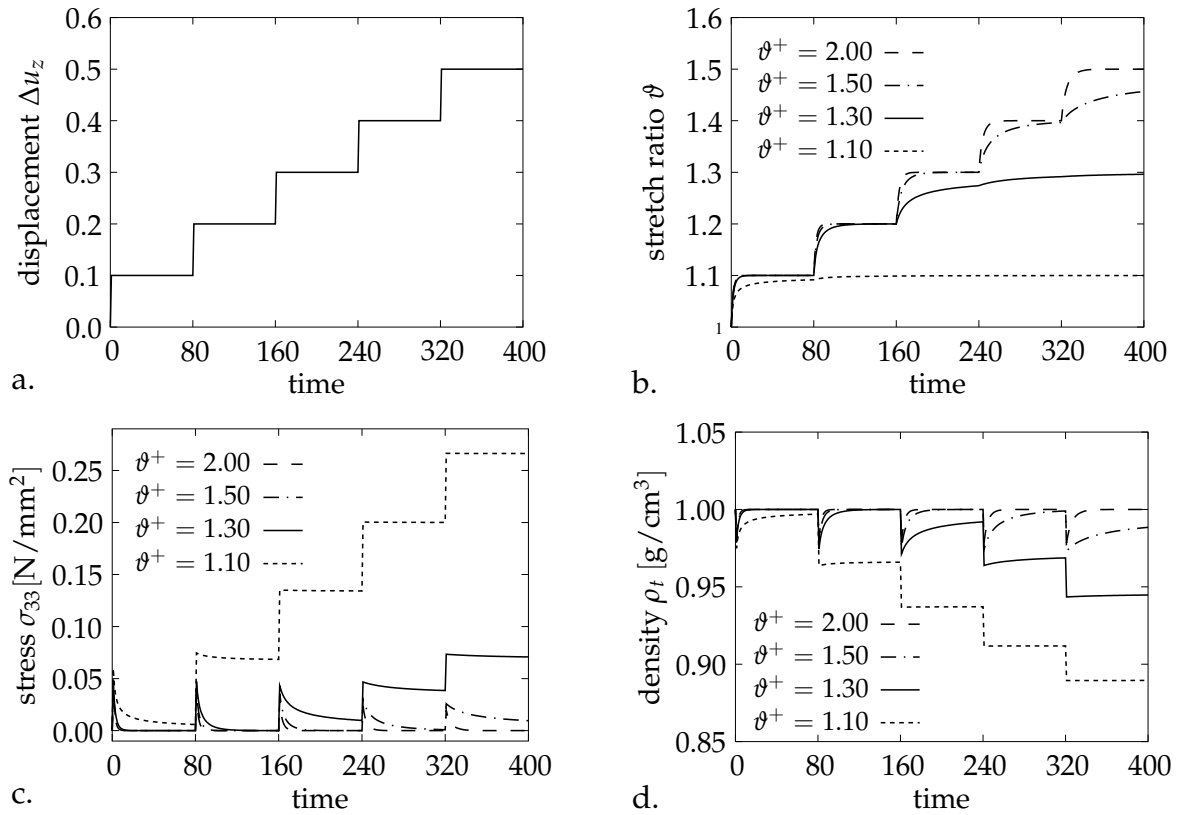 0.6
0.5
0.4
0.3
0.2
0.1
0.0
displacement Δu_z
0 80 160 240 320 400
time
a.
1.6
1.5
1.4
1.3
1.2
1.1
1
stretch ratio ϑ
ϑ⁺ = 2.00
ϑ⁺ = 1.50
ϑ⁺ = 1.30
ϑ⁺ = 1.10
0 80 160 240 320 400
time
b.
0.25
0.20
0.15
0.10
0.05
0.00
stress σ₃₃[N/mm²]
ϑ⁺ = 2.00
ϑ⁺ = 1.50
ϑ⁺ = 1.30
ϑ⁺ = 1.10
0 80 160 240 320 400
time
c.
1.05
1.00
0.95
0.90
0.85
density ρ_t [g/cm³]
ϑ⁺ = 2.00
ϑ⁺ = 1.50
ϑ⁺ = 1.30
ϑ⁺ = 1.10
0 80 160 240 320 400
time
d.